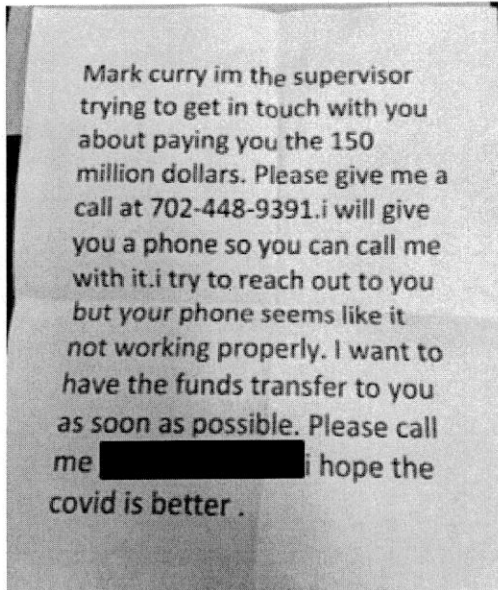 Mark curry im the supervisor
trying to get in touch with you
about paying you the 150
million dollars. Please give me a
call at 702-448-9391.i will give
you a phone so you can call me
with it.i try to reach out to you
but your phone seems like it
not working properly. I want to
have the funds transfer to you
as soon as possible. Please call
me i hope the
covid is better .